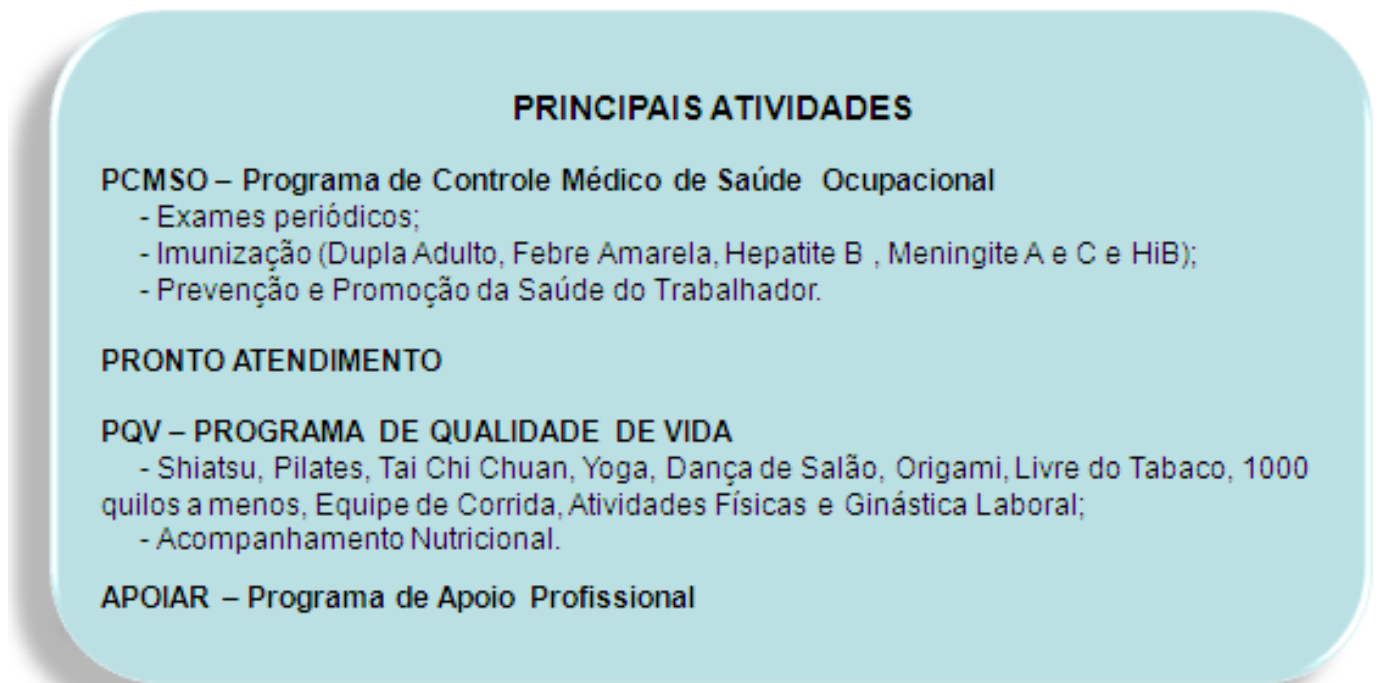 PRINCIPAIS ATIVIDADES
PCMSO – Programa de Controle Médico de Saúde Ocupacional
- Exames periódicos;
- Imunização (Dupla Adulto, Febre Amarela, Hepatite B , Meningite A e C e HiB);
- Prevenção e Promoção da Saúde do Trabalhador.
PRONTO ATENDIMENTO
PQV – PROGRAMA DE QUALIDADE DE VIDA
- Shiatsu, Pilates, Tai Chi Chuan, Yoga, Dança de Salão, Origami, Livre do Tabaco, 1000
quilos a menos, Equipe de Corrida, Atividades Físicas e Ginástica Laboral;
- Acompanhamento Nutricional.
APOIAR – Programa de Apoio Profissional